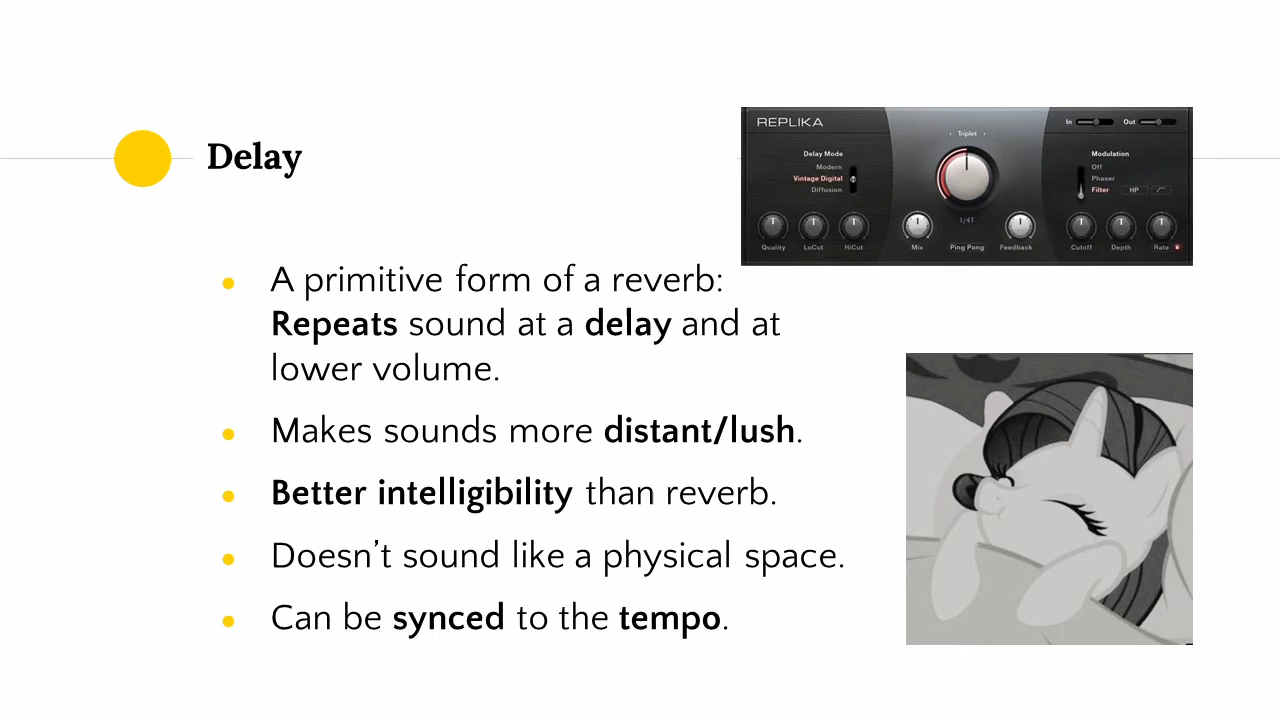 Delay
REPLIKA
Triplet
In
Out
Delay Mode
Modern
Vintage Digital
Diffusion
Modulation
Off
Phaser
Filter
HP
1/4T
Quality
LoCut
HiCut
Mix
Ping Pong
Feedback
Cutoff
Depth
Rate
A primitive form of a reverb:
Repeats sound at a delay and at
lower volume.
Makes sounds more distant/lush.
Better intelligibility than reverb.
Doesn’t sound like a physical space.
Can be synced to the tempo.